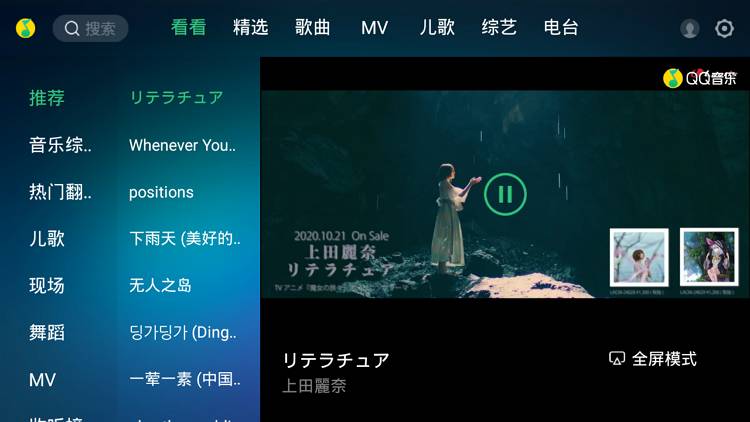 搜索
看看 精选 歌曲 MV 儿歌 综艺 电台
推荐
音乐综..
热门翻..
儿歌
现场
舞蹈
MV
リテラチュア
Whenever You..
positions
下雨天 (美好的..
无人之岛
딩가딩가 (Ding..
一荤一素 (中国..
QQ音乐
2020.10.21 On Sale
上田麗奈
リテラチュア
リテラチュア
上田麗奈
全屏模式